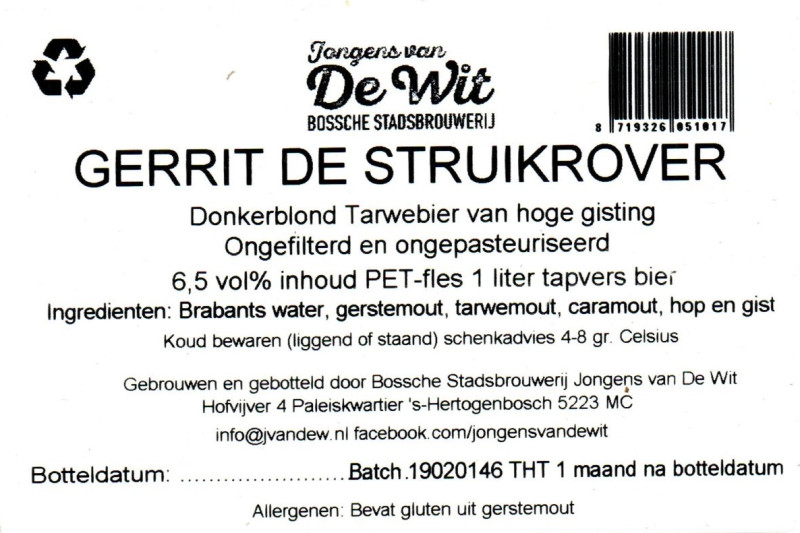 Jongens van
De Wit
BOSSCHE STADSBROUWERIJ
8 719326 051017
GERRIT DE STRUIKROVER
Donkerblond Tarwebier van hoge gisting
Ongefilterd en ongepasteuriseerd
6,5 vol% inhoud PET-fles 1 liter tapvers bier
Ingredienten: Brabants water, gerstemout, tarwemout, caramout, hop en gist
Koud bewaren (liggend of staand) schenkadvies 4-8 gr. Celsius
Gebrouwen en gebotteld door Bossche Stadsbrouwerij Jongens van De Wit
Hofvijver 4 Paleiskwartier 's-Hertogenbosch 5223 MC
info@jvandew.nl facebook.com/jongensvandewit
Botteldatum: ........................Batch.19020146 THT 1 maand na botteldatum
Allergenen: Bevat gluten uit gerstemout